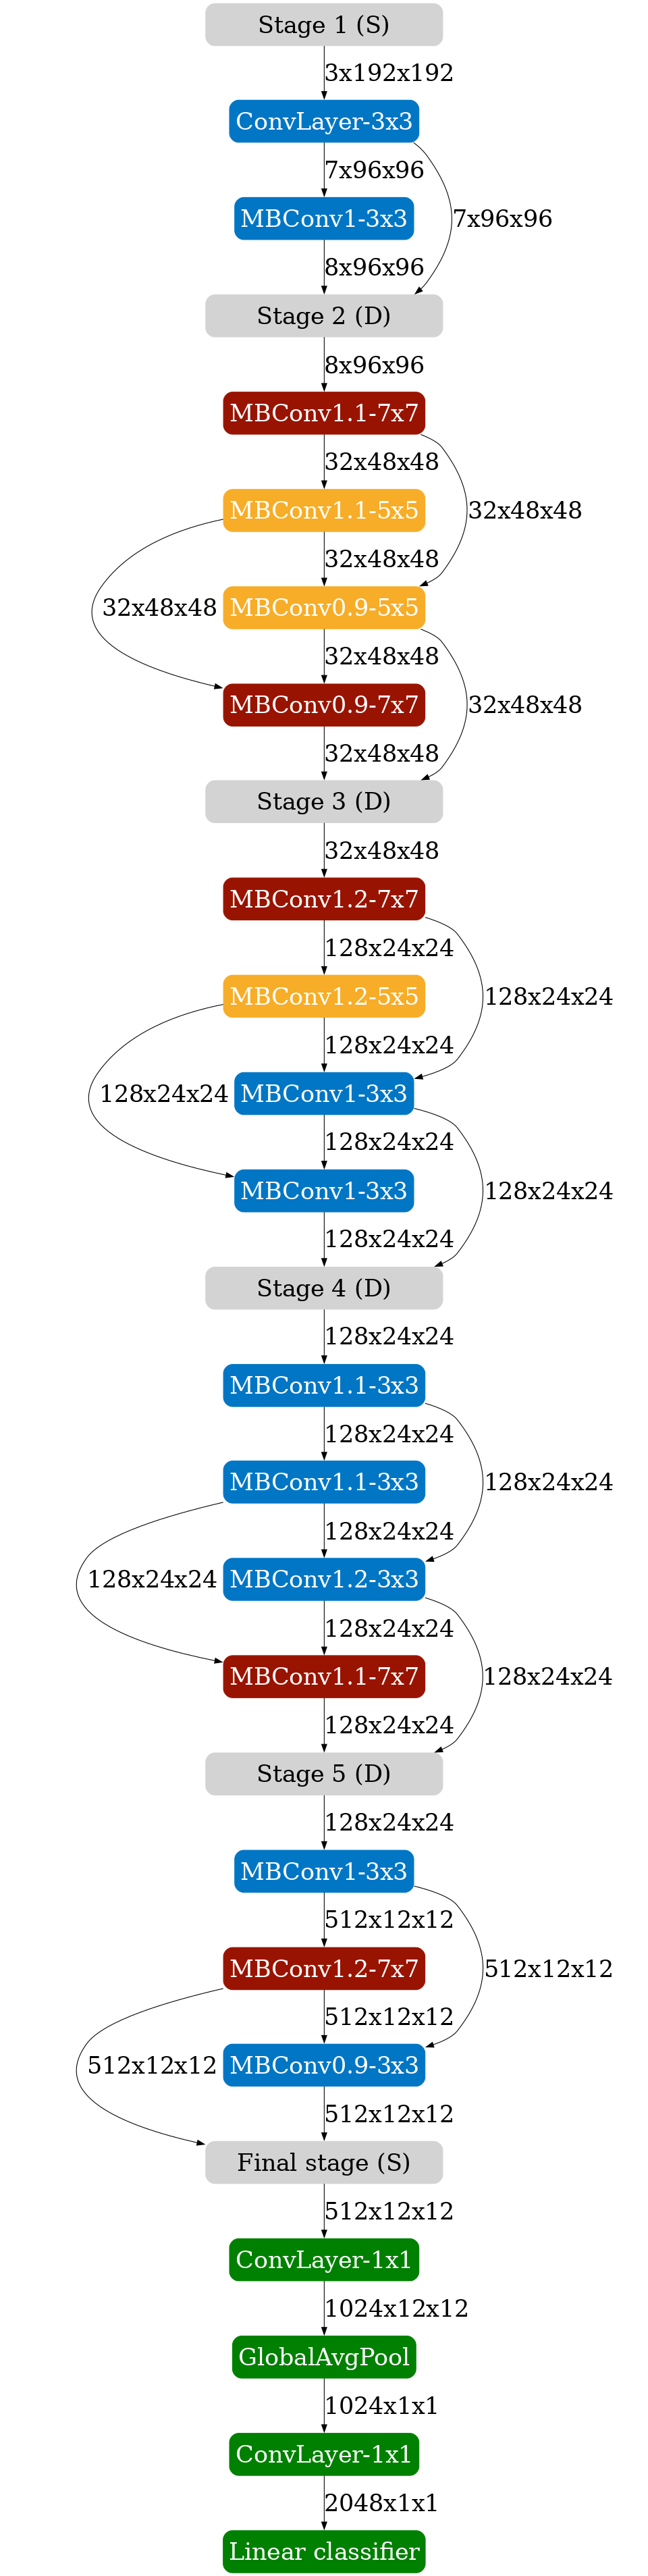 Stage 1 (S)
3x192x192
ConvLayer-3x3
7x96x96
MBConv1-3x3
7x96x96
8x96x96
Stage 2 (D)
8x96x96
MBConv1.1-7x7
32x48x48
MBConv1.1-5x5
32x48x48
32x48x48
32x48x48
MBConv0.9-5x5
32x48x48
MBConv0.9-7x7
32x48x48
32x48x48
Stage 3 (D)
32x48x48
MBConv1.2-7x7
128x24x24
MBConv1.2-5x5
128x24x24
128x24x24
128x24x24
MBConv1-3x3
128x24x24
MBConv1-3x3
128x24x24
128x24x24
Stage 4 (D)
128x24x24
MBConv1.1-3x3
128x24x24
MBConv1.1-3x3
128x24x24
128x24x24
128x24x24
MBConv1.2-3x3
128x24x24
MBConv1.1-7x7
128x24x24
128x24x24
Stage 5 (D)
128x24x24
MBConv1-3x3
512x12x12
MBConv1.2-7x7
512x12x12
512x12x12
512x12x12
MBConv0.9-3x3
512x12x12
Final stage (S)
512x12x12
ConvLayer-1x1
1024x12x12
GlobalAvgPool
1024x1x1
ConvLayer-1x1
2048x1x1
Linear classifier